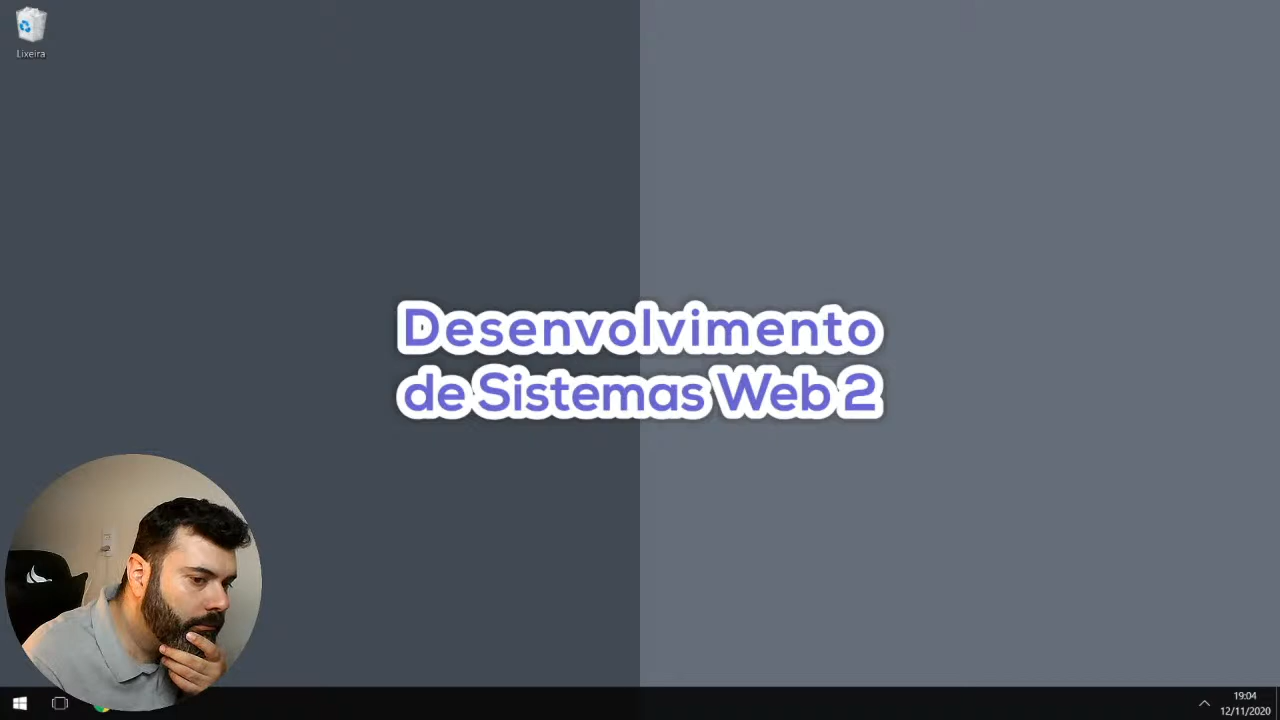 Lixeira
Desenvolvimento
de Sistemas Web 2
19:04
12/11/2020